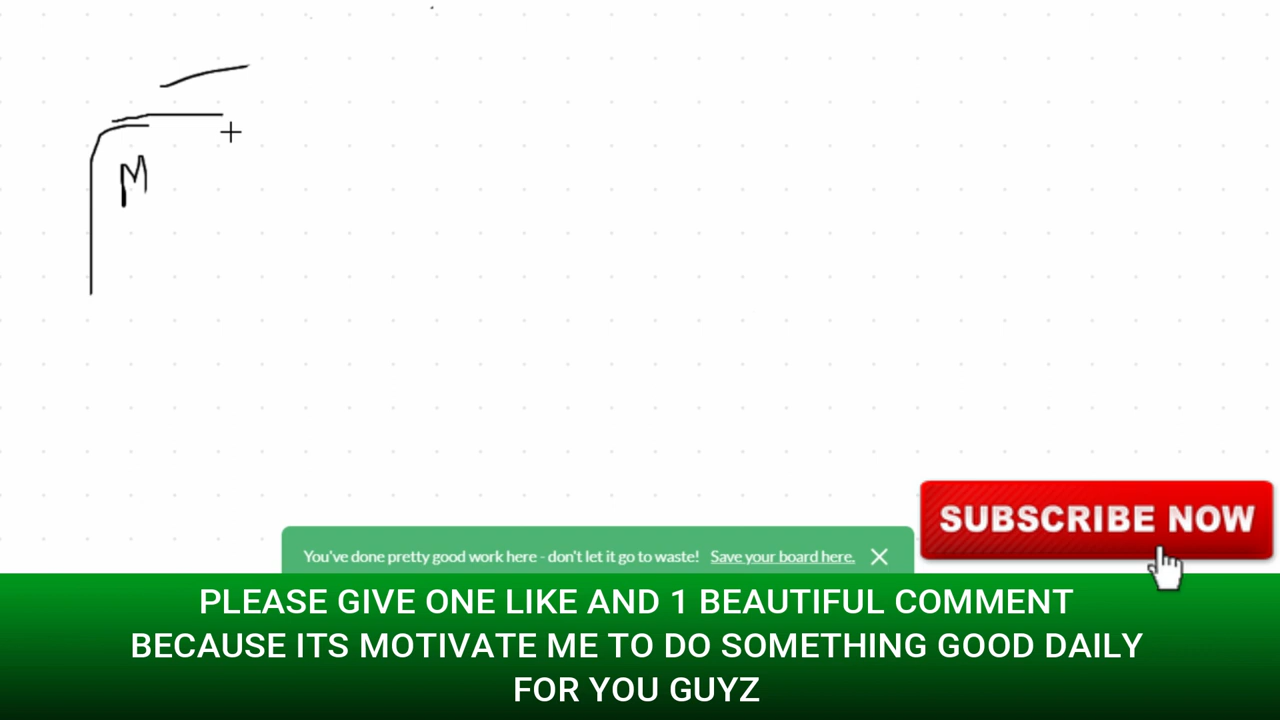 M
You've done pretty good work here - don't let it go to waste! Save your board here.
SUBSCRIBE NOW
PLEASE GIVE ONE LIKE AND 1 BEAUTIFUL COMMENT
BECAUSE ITS MOTIVATE ME TO DO SOMETHING GOOD DAILY
FOR YOU GUYZ